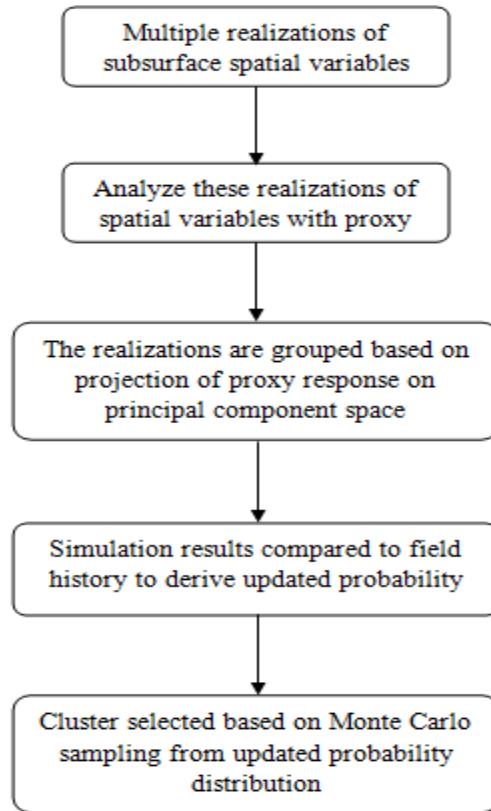 Multiple realizations of
subsurface spatial variables
Analyze these realizations of
spatial variables with proxy
The realizations are grouped based on
projection of proxy response on
principal component space
Simulation results compared to field
history to derive updated probability
Cluster selected based on Monte Carlo
sampling from updated probability
distribution